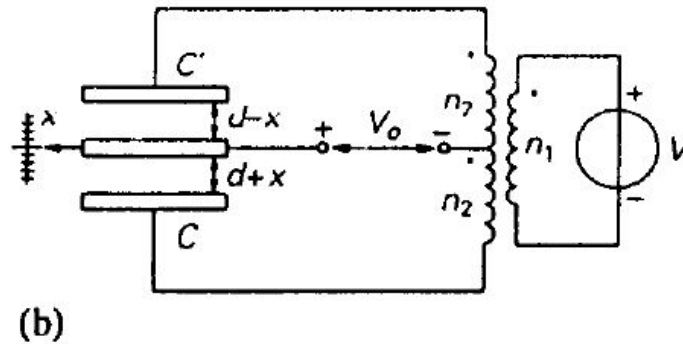 C'
x
d-x
+ V₀ -
d+x
C
n₂
n₂
n₁
+
V
-
(b)